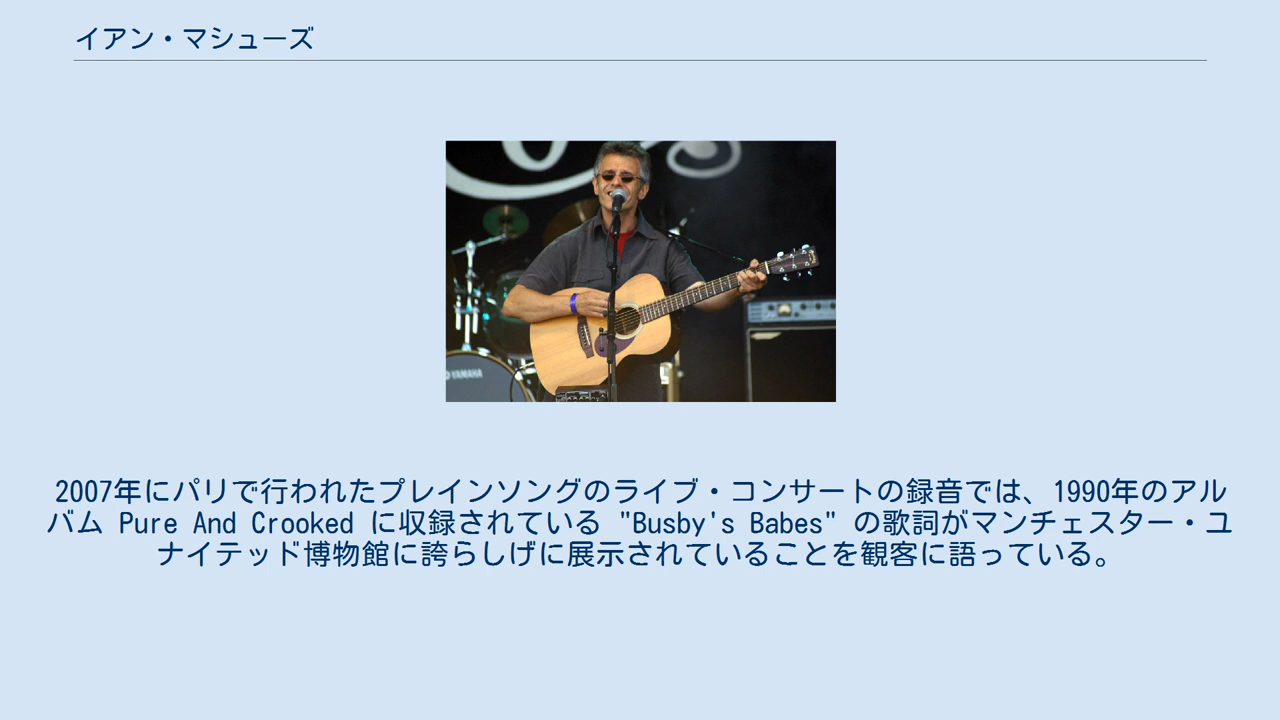 イアン・マシューズ
YAMAHA
2007年にパリで行われたプレインソングのライブ・コンサートの録音では、1990年のアル
バム Pure And Crooked に収録されている "Busby's Babes" の歌詞がマンチェスター・ユ
ナイテッド博物館に誇らしげに展示されていることを観客に語っている。